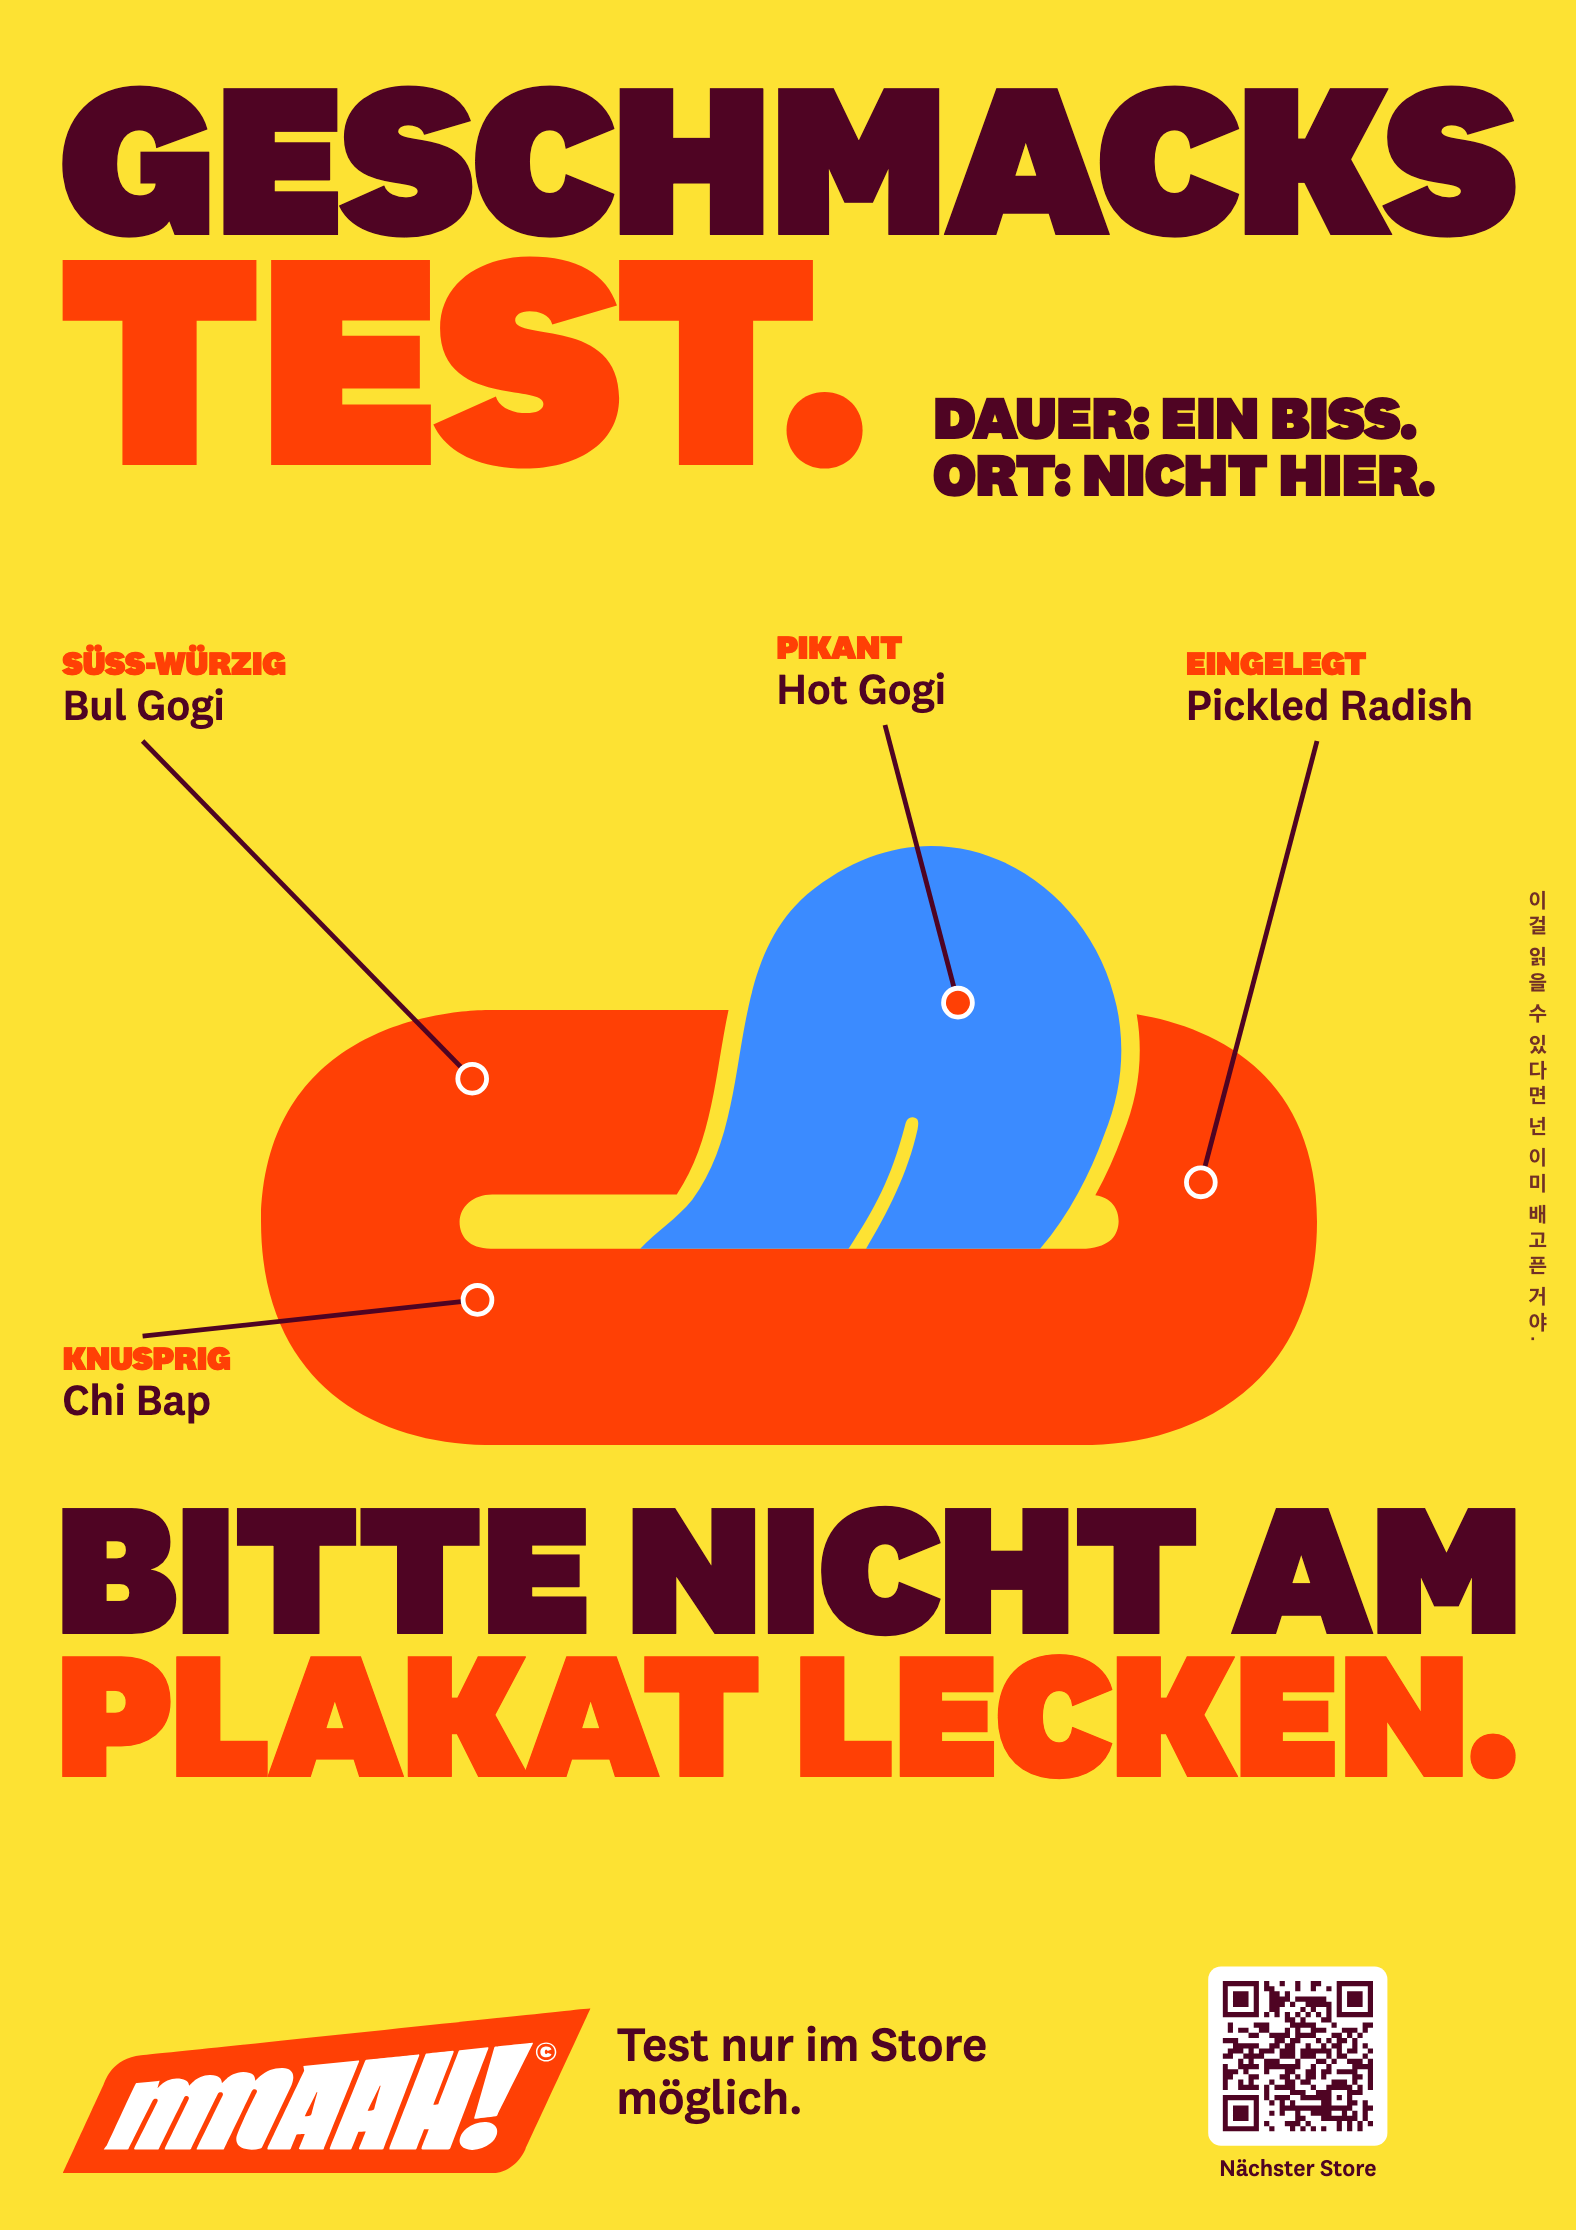 GESCHMACKS
TEST.
DAUER: EIN BISS.
ORT: NICHT HIER.
SÜSS-WÜRZIG
Bul Gogi
PIKANT
Hot Gogi
EINGELEGT
Pickled Radish
이걸 읽을 수 있다면 넌 이미 배고픈 거야.
KNUSPRIG
Chi Bap
BITTE NICHT AM
PLAKAT LECKEN.
mmAAH!©
Test nur im Store
möglich.
Nächster Store